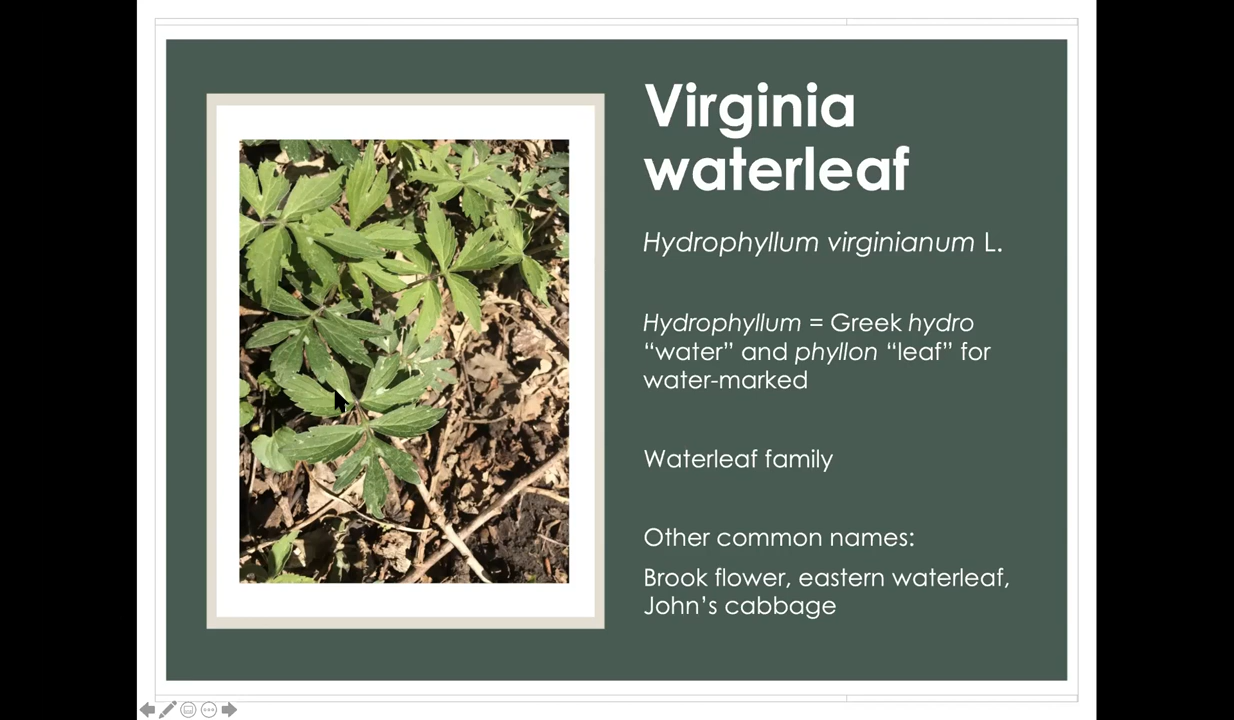 Virginia
waterleaf
Hydrophyllum virginianum L.
Hydrophyllum = Greek hydro
“water” and phyllon “leaf” for
water-marked
Waterleaf family
Other common names:
Brook flower, eastern waterleaf,
John’s cabbage